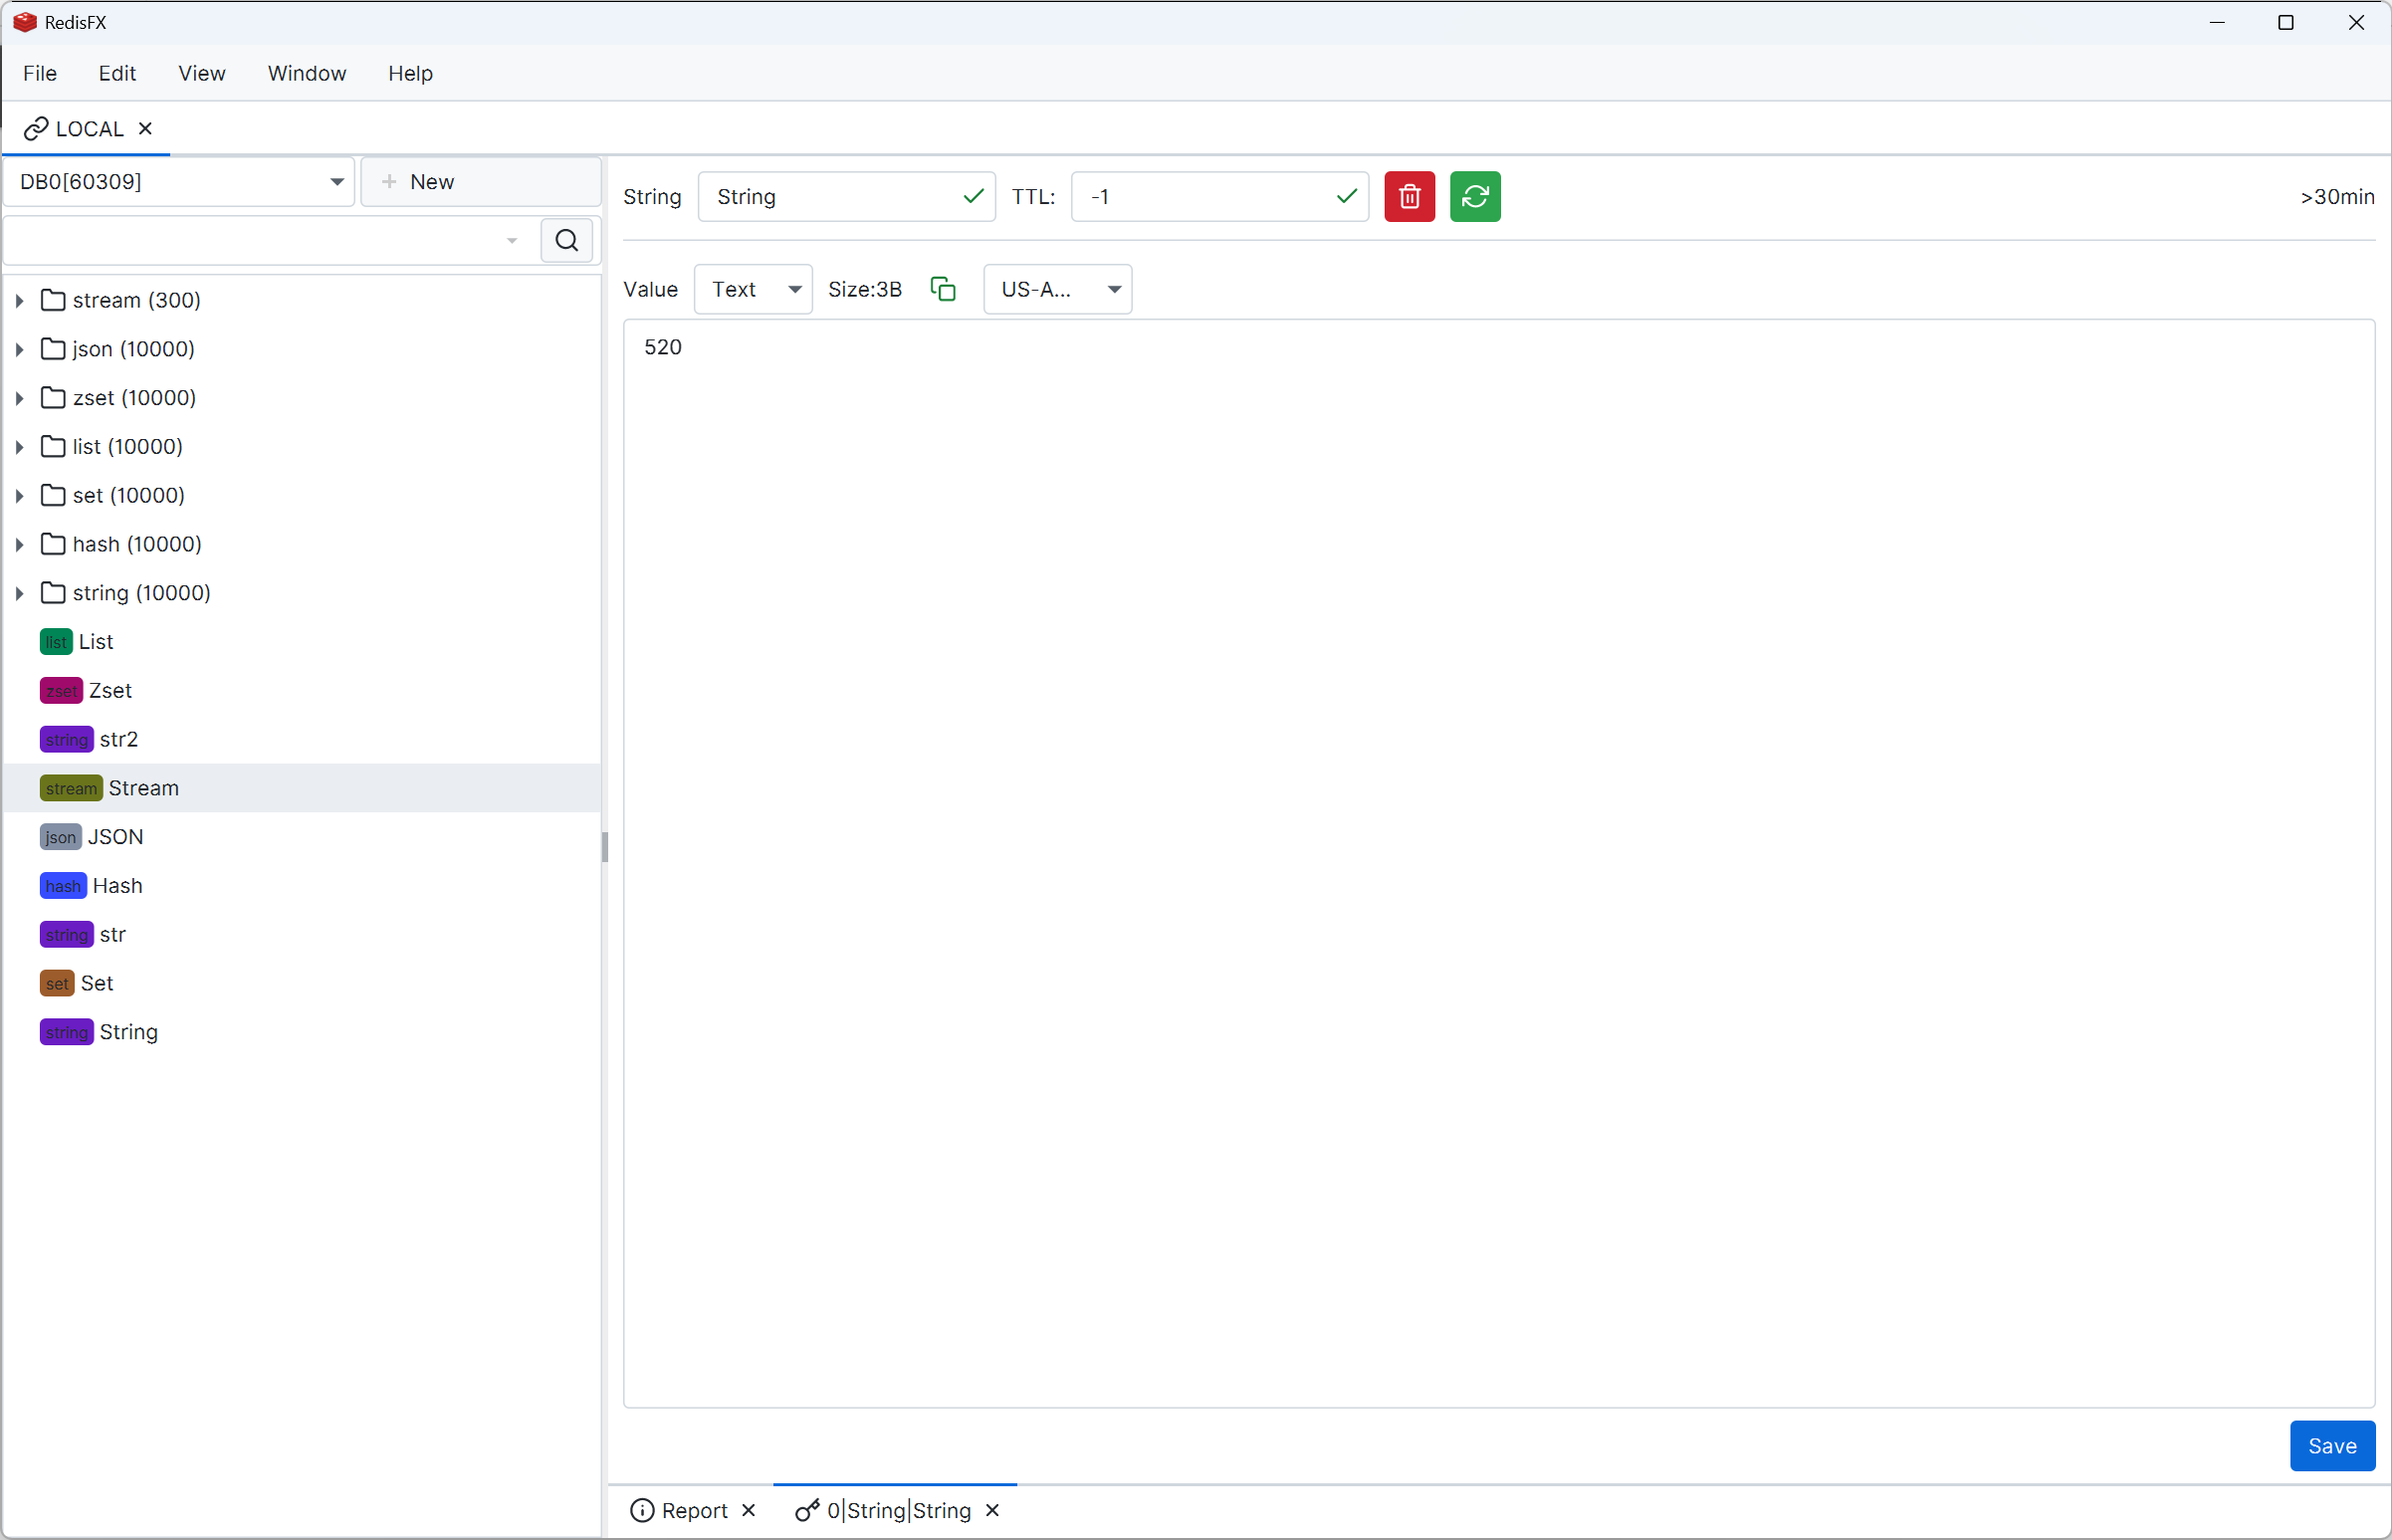 RedisFX
File Edit View Window Help
LOCAL
DB0[60309] New
String String TTL: -1 >30min
Value Text Size:3B US-A...
520
stream (300)
json (10000)
zset (10000)
list (10000)
set (10000)
hash (10000)
string (10000)
list List
zset Zset
string str2
stream Stream
json JSON
hash Hash
string str
set Set
string String
Save
Report 0|String|String